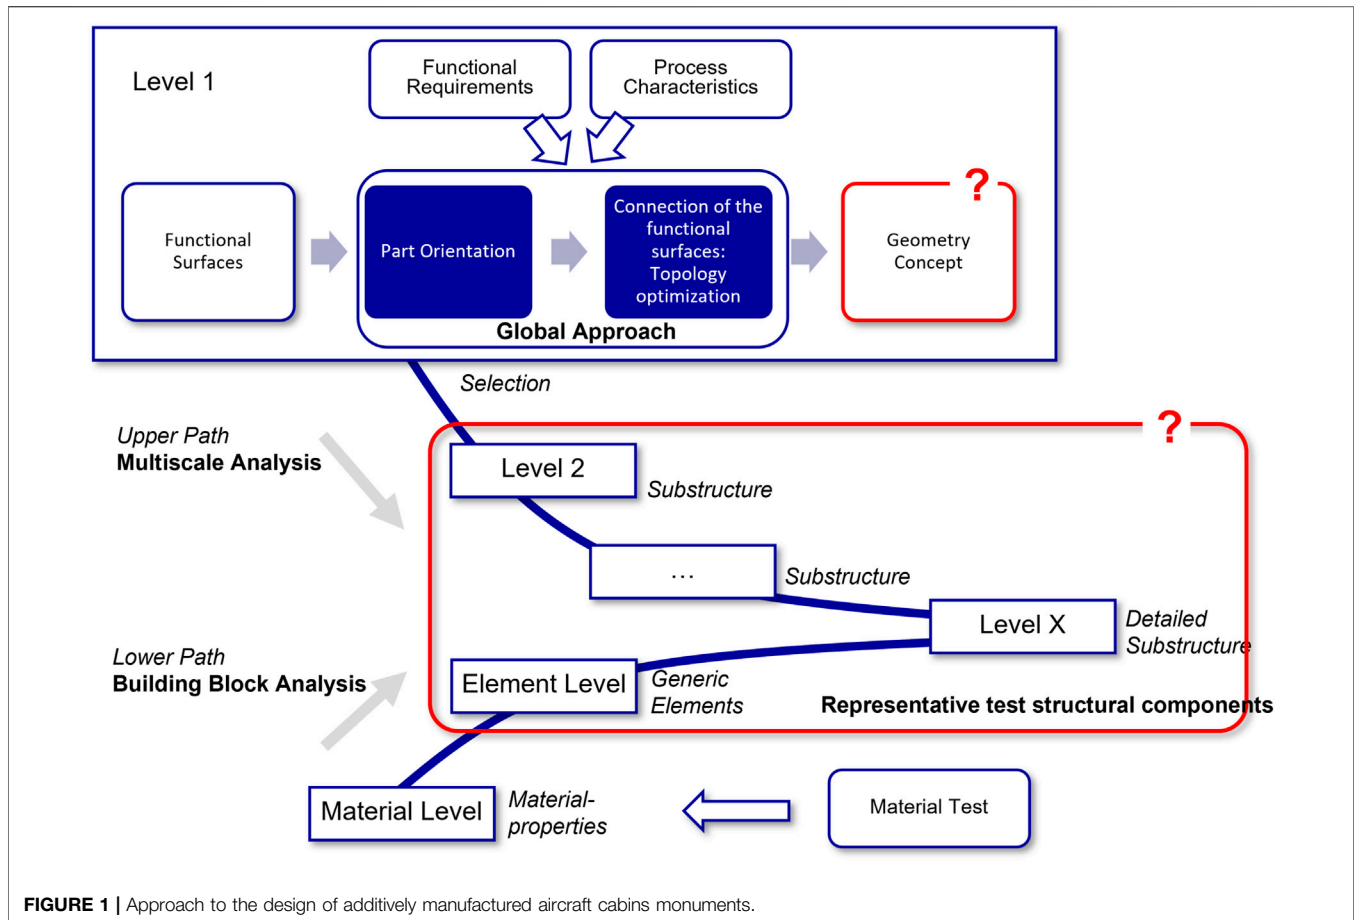 Level 1
Functional
Requirements
Process
Characteristics
Functional
Surfaces
Part Orientation
Connection of the
functional
surfaces:
Topology
optimization
Global Approach
?
Geometry
Concept
Selection
Upper Path
Multiscale Analysis
?
Level 2
Substructure
...
Substructure
Level X
Detailed
Substructure
Lower Path
Building Block Analysis
Element Level
Generic
Elements
Representative test structural components
Material Level
Material-
properties
Material Test
FIGURE 1 | Approach to the design of additively manufactured aircraft cabins monuments.